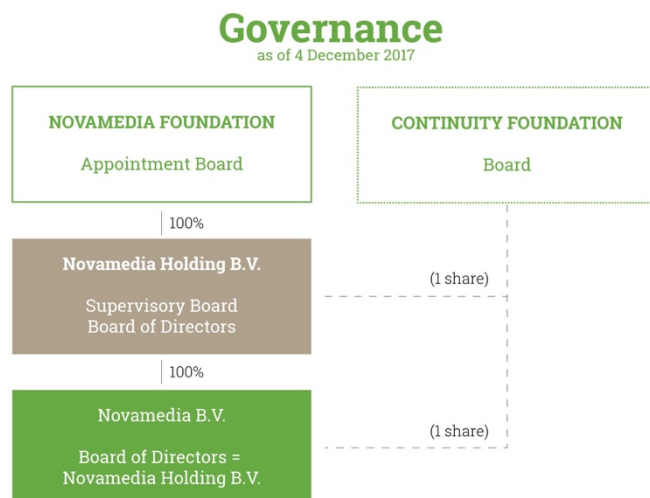 Governance
as of 4 December 2017
NOVAMEDIA FOUNDATION
Appointment Board
CONTINUITY FOUNDATION
Board
100%
Novamedia Holding B.V.
Supervisory Board
Board of Directors
(1 share)
100%
Novamedia B.V.
Board of Directors =
Novamedia Holding B.V.
(1 share)